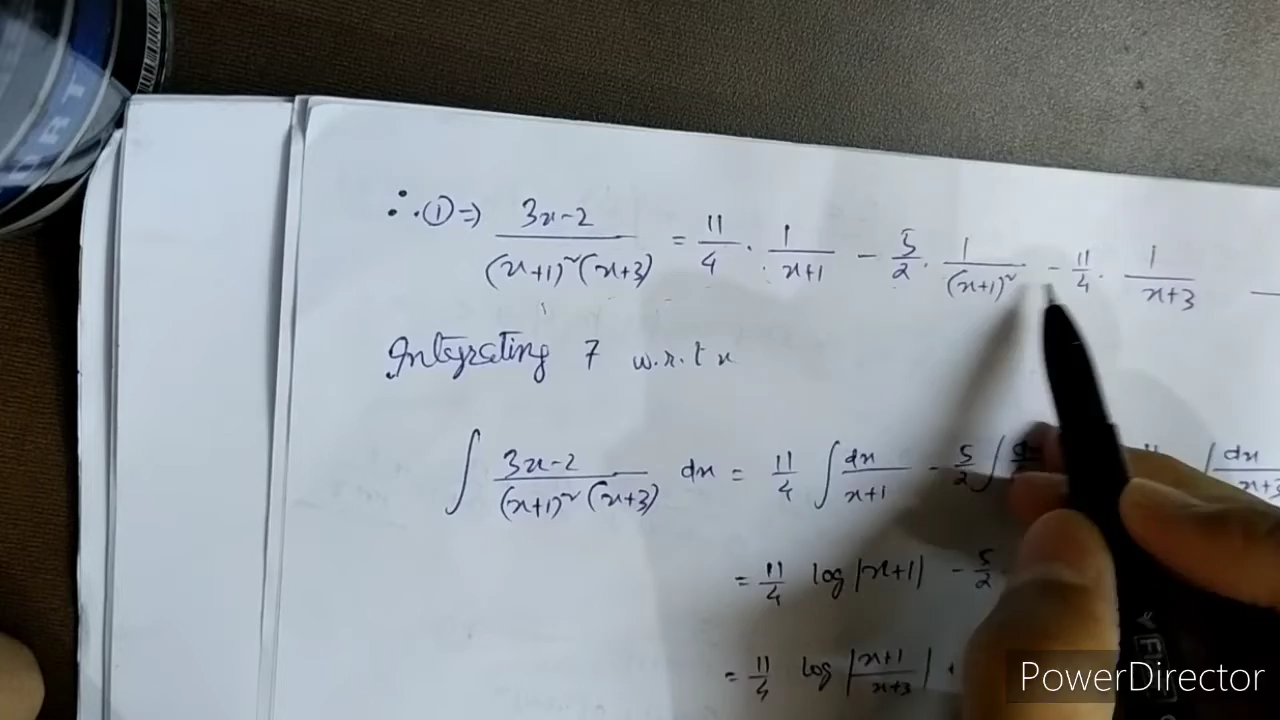 ∴ ① ⇒ (3x-2)/((x+1)²(x+3)) = 11/4 · 1/(x+1) - 5/2 · 1/(x+1)² - 11/4 · 1/(x+3)
Integrating 7 w.r.t x
∫ (3x-2)/((x+1)²(x+3)) dx = 11/4 ∫ dx/(x+1) - 5/2 ∫ dx/(x+3)
= 11/4 log|x+1| - 5/2
= 11/4 log|(x+1)/(x+3)| +
PowerDirector